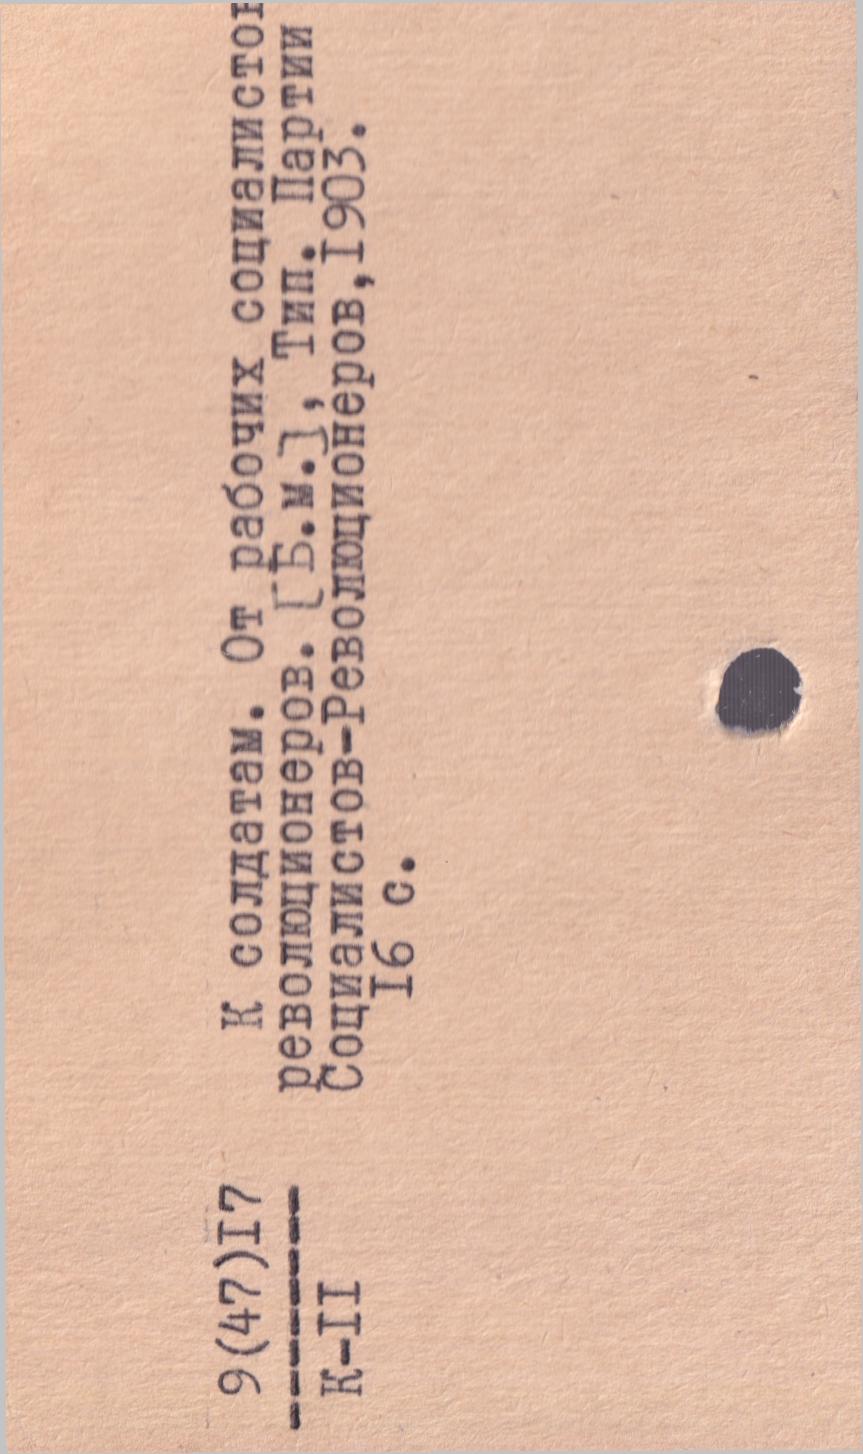 9(47)I7
К-II
К солдатам. От рабочих социалистов
революционеров. [Б.м.], Тип. Партии
Социалистов-Революционеров,I903.
I6 с.